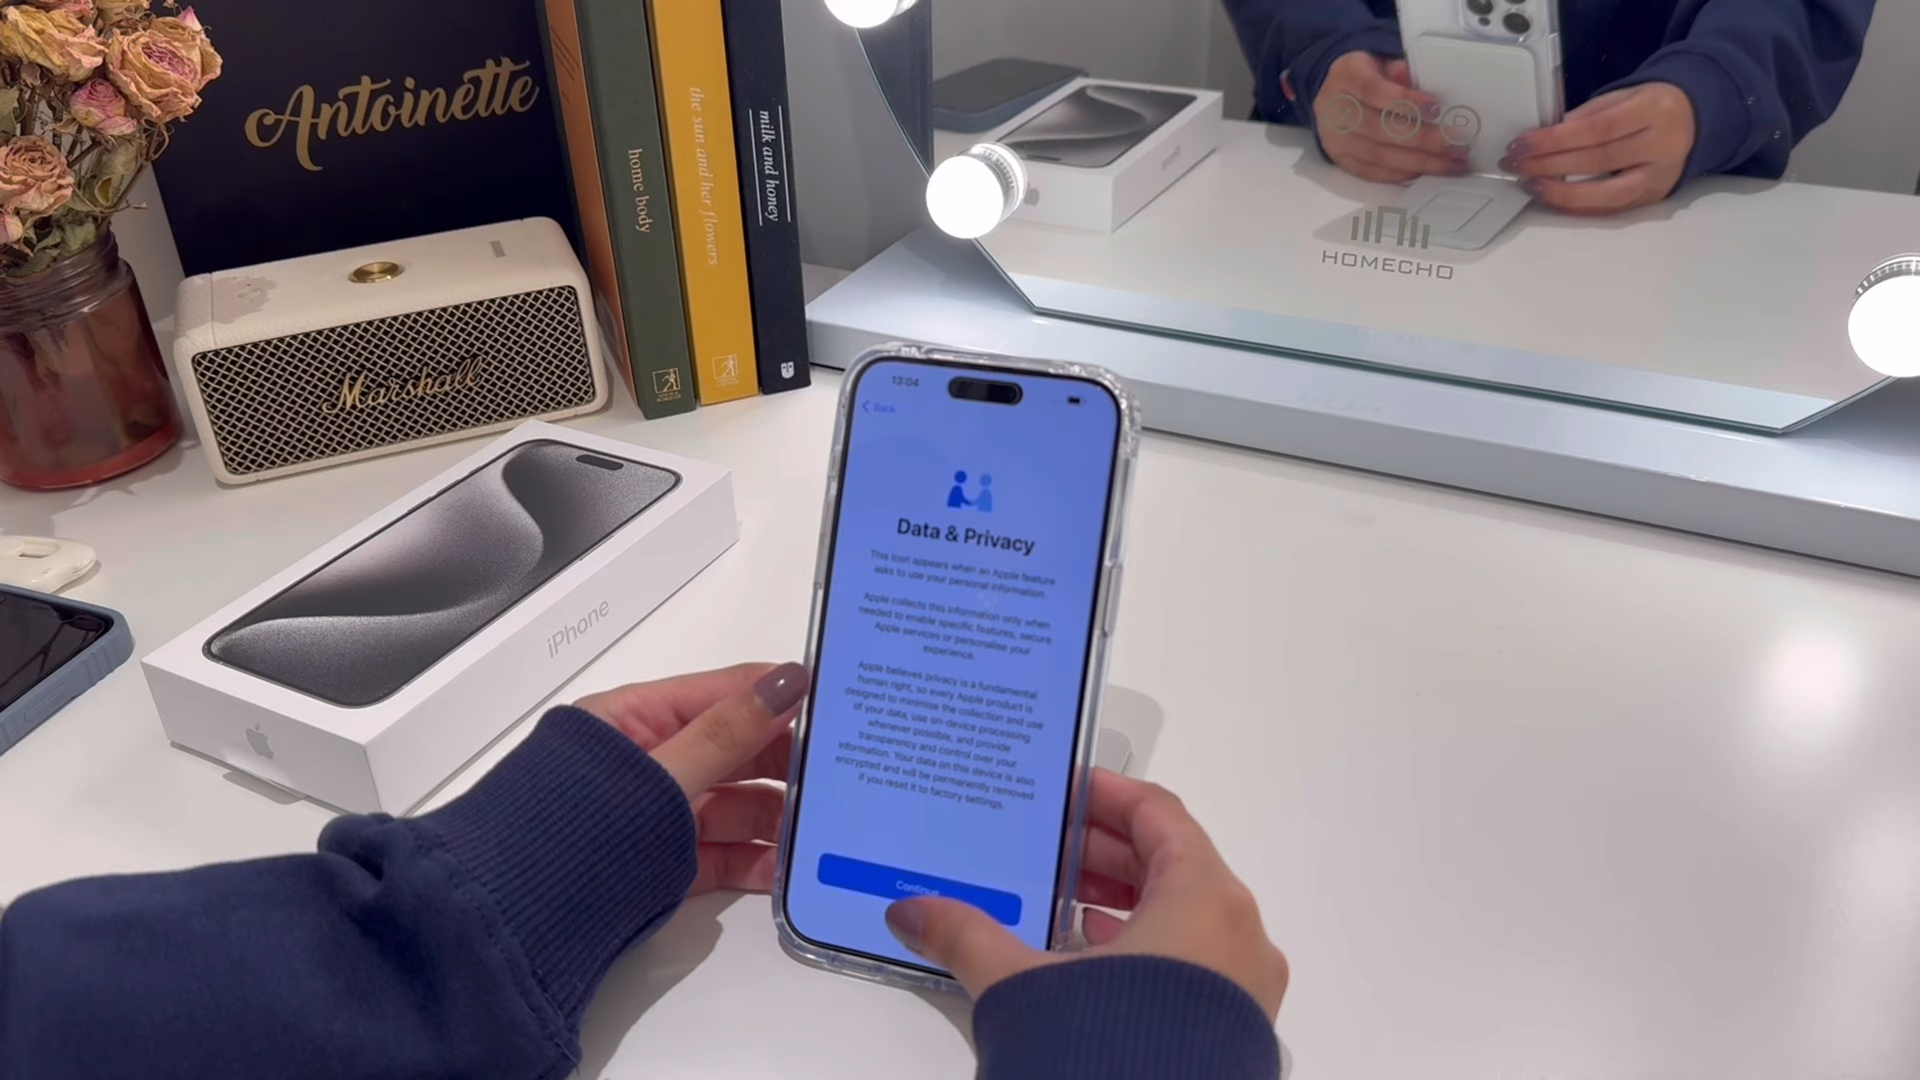 Antoinette
home body
the sun and her flowers
milk and honey
Marshall
HOMECHO
iPhone
13:04
Back
Data & Privacy
This icon appears when an Apple feature
asks to use your personal information.
Apple collects this information only when
needed to enable specific features, secure
Apple services or personalise your
experience.
Apple believes privacy is a fundamental
human right, so every Apple product is
designed to minimise the collection and use
of your data, use on-device processing
whenever possible, and provide
transparency and control over your
information. Your data on this device is also
encrypted and will be permanently removed
if you reset it to factory settings.
Continue